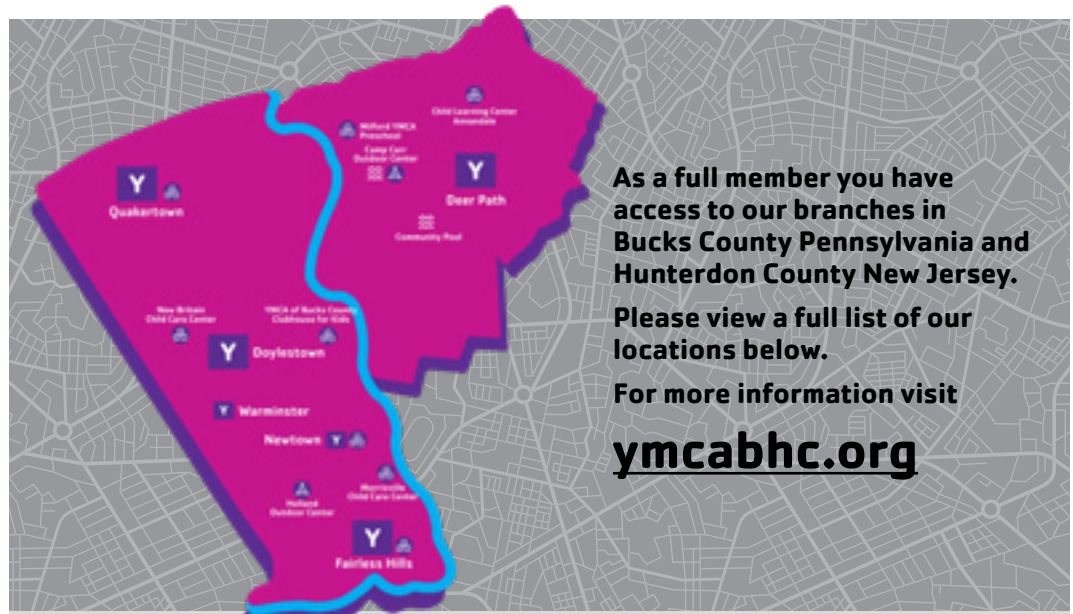 Child Learning Center
Annandale
Milford YMCA
Preschool
Camp Carr
Outdoor Center
Y
Deer Path
Community Pool
Y
Quakertown
New Britain
Child Care Center
YMCA of Bucks County
Clubhouse for Kids
Y
Doylestown
Y
Warminster
Newtown
Y
Morrisville
Child Care Center
Holland
Outdoor Center
Y
Fairless Hills
As a full member you have
access to our branches in
Bucks County Pennsylvania and
Hunterdon County New Jersey.
Please view a full list of our
locations below.
For more information visit
ymcabhc.org